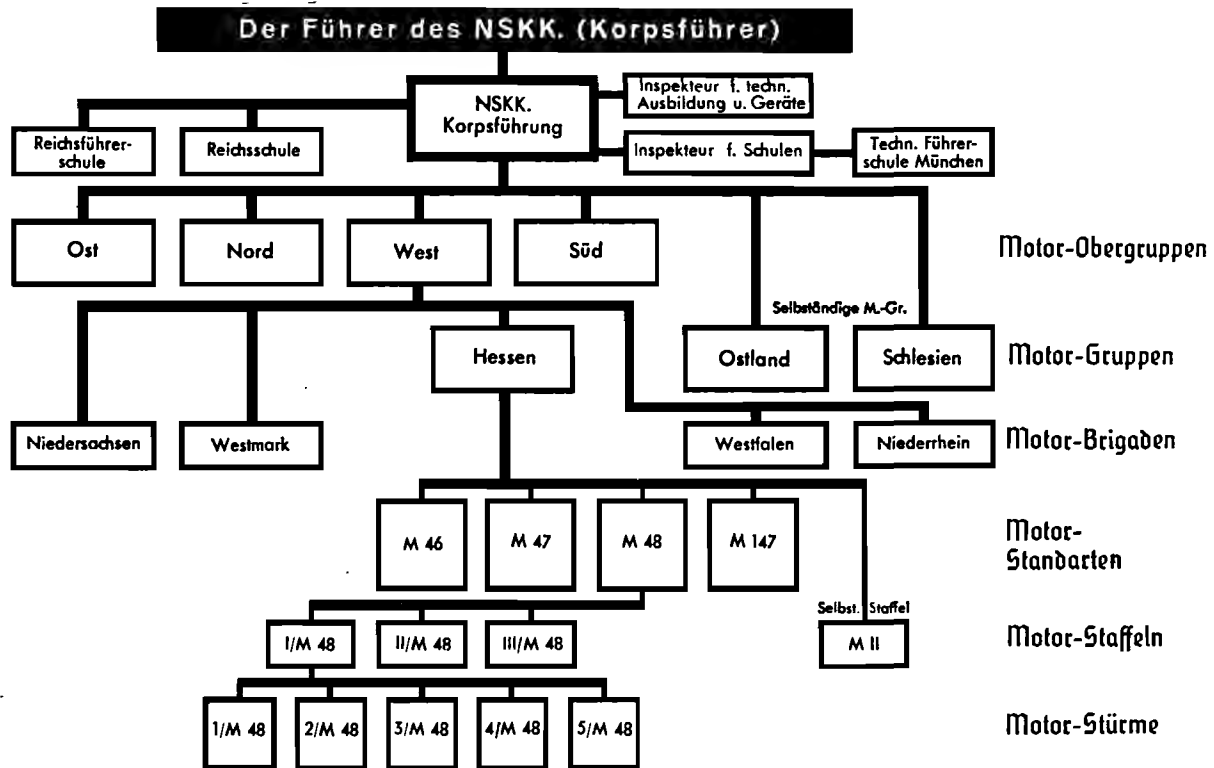 Der Führer des NSKK. (Korpsführer)
NSKK.
Korpsführung
Inspekteur f. techn.
Ausbildung u. Geräte
Reichsführer-
schule
Reichsschule
Inspekteur f. Schulen
Techn. Führer-
schule München
Ost
Nord
West
Süd
Motor-Obergruppen
Selbständige M.-Gr.
Hessen
Ostland
Schlesien
Motor-Gruppen
Niedersachsen
Westmark
Westfalen
Niederrhein
Motor-Brigaden
M 46
M 47
M 48
M 147
Motor-
Standarten
Selbst. Staffel
I/M 48
II/M 48
III/M 48
M II
Motor-Staffeln
1/M 48
2/M 48
3/M 48
4/M 48
5/M 48
Motor-Stürme